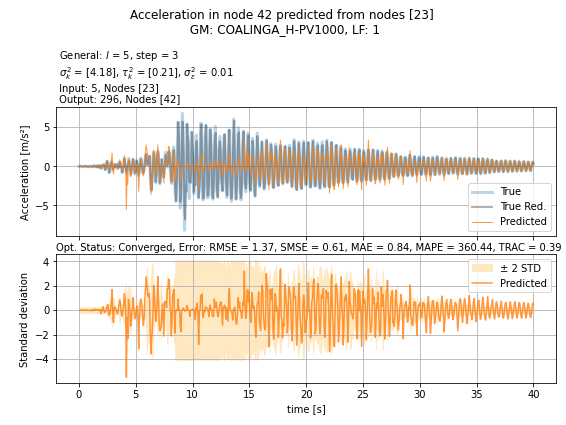 Acceleration in node 42 predicted from nodes [23]
GM: COALINGA_H-PV1000, LF: 1
General: l = 5, step = 3
σ²ₖ = [4.18], τ²ₖ = [0.21], σ²ε = 0.01
Input: 5, Nodes [23]
Output: 296, Nodes [42]
Acceleration [m/s²]
5
0
−5
True
True Red.
Predicted
Opt. Status: Converged, Error: RMSE = 1.37, SMSE = 0.61, MAE = 0.84, MAPE = 360.44, TRAC = 0.39
Standard deviation
4
2
0
−2
−4
± 2 STD
Predicted
0 5 10 15 20 25 30 35 40
time [s]